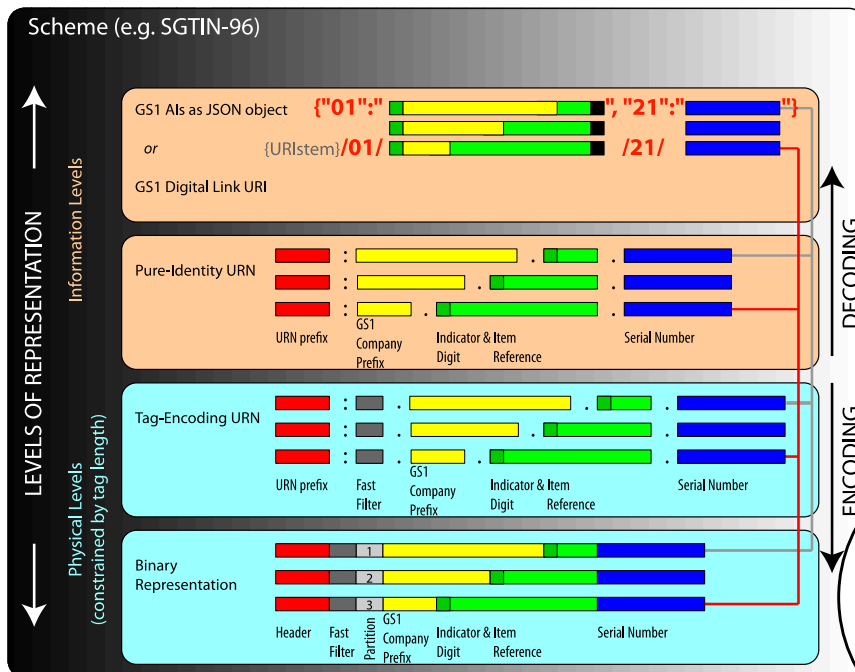 Scheme (e.g. SGTIN-96)
LEVELS OF REPRESENTATION
Information Levels
Physical Levels
(constrained by tag length)
GS1 AIs as JSON object {"01":" ", "21":" "}
or {URIstem}/01/ /21/
GS1 Digital Link URI
Pure-Identity URN : . .
. .
: . .
URN prefix GS1 Company Prefix Indicator & Item Digit Reference Serial Number
Tag-Encoding URN : . . .
: . . .
: . . .
URN prefix Fast Filter GS1 Company Prefix Indicator & Item Digit Reference Serial Number
Binary Representation
1
2
3
Header Fast Filter Partition GS1 Company Prefix Indicator & Item Digit Reference Serial Number
DECODING
ENCODING